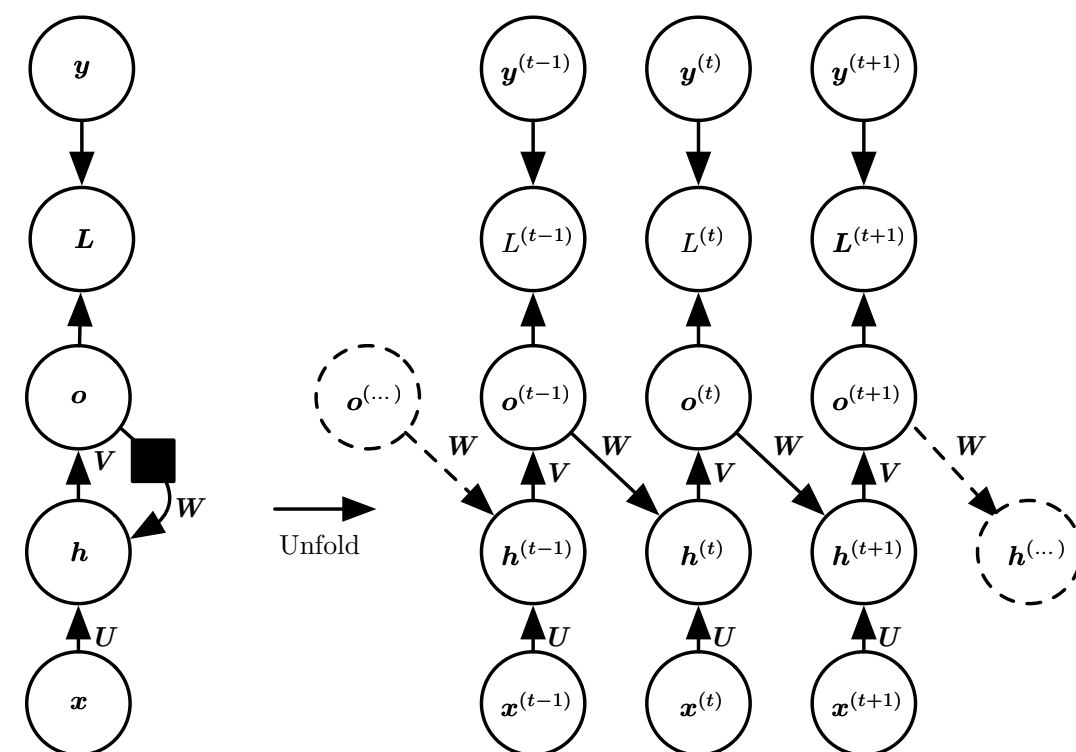 y y^(t−1) y^(t) y^(t+1)
L L^(t−1) L^(t) L^(t+1)
o o^(...) o^(t−1) o^(t) o^(t+1)
W W W W
V V V V
W
Unfold
h h^(t−1) h^(t) h^(t+1) h^(...)
U U U U
x x^(t−1) x^(t) x^(t+1)